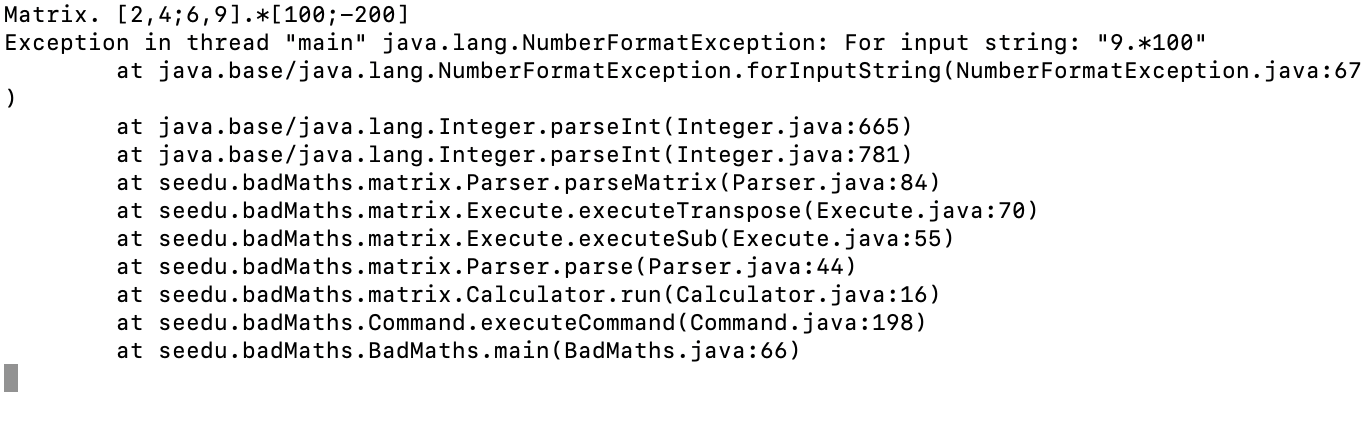 Matrix. [2,4;6,9].*[100;-200]
Exception in thread "main" java.lang.NumberFormatException: For input string: "9.*100"
        at java.base/java.lang.NumberFormatException.forInputString(NumberFormatException.java:67
)
        at java.base/java.lang.Integer.parseInt(Integer.java:665)
        at java.base/java.lang.Integer.parseInt(Integer.java:781)
        at seedu.badMaths.matrix.Parser.parseMatrix(Parser.java:84)
        at seedu.badMaths.matrix.Execute.executeTranspose(Execute.java:70)
        at seedu.badMaths.matrix.Execute.executeSub(Execute.java:55)
        at seedu.badMaths.matrix.Parser.parse(Parser.java:44)
        at seedu.badMaths.matrix.Calculator.run(Calculator.java:16)
        at seedu.badMaths.Command.executeCommand(Command.java:198)
        at seedu.badMaths.BadMaths.main(BadMaths.java:66)